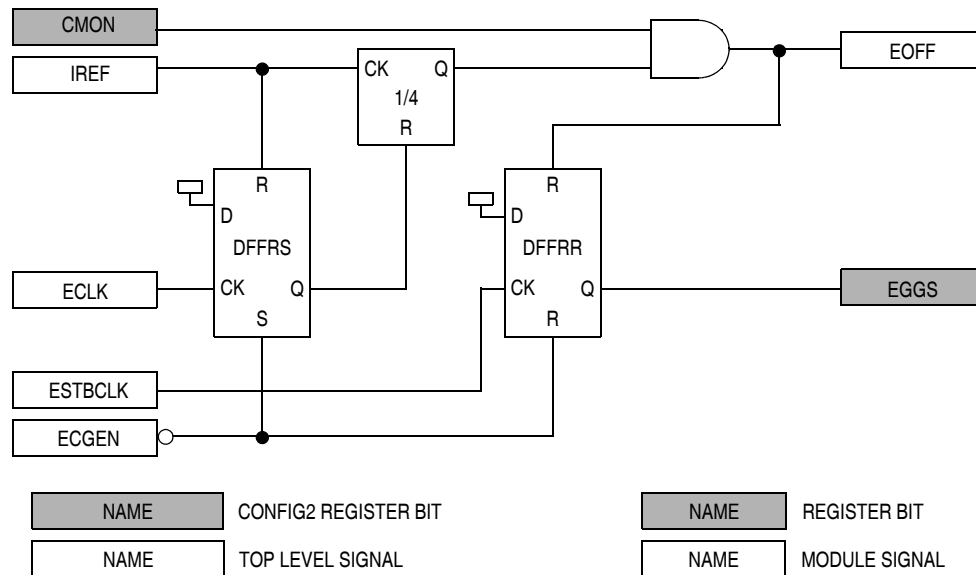 CMON
EOFF
IREF
CK Q
1/4
R
R
D
DFFRS
CK Q
S
R
D
DFFRR
CK Q
R
ECLK
EGGS
ESTBCLK
ECGEN
NAME CONFIG2 REGISTER BIT
NAME REGISTER BIT
NAME TOP LEVEL SIGNAL
NAME MODULE SIGNAL